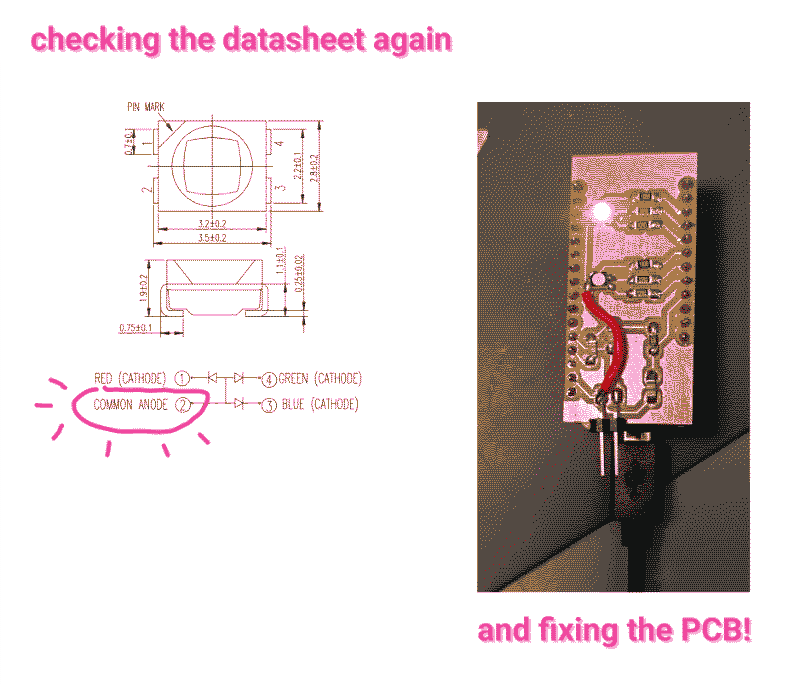 checking the datasheet again
PIN MARK
0.7±0.1
1
4
2
3
2.2±0.1
2.8±0.2
3.2±0.2
3.5±0.2
1.9±0.2
1.1±0.1
0.25±0.02
0.75±0.1
RED (CATHODE) 1 4 GREEN (CATHODE)
COMMON ANODE 2 3 BLUE (CATHODE)
and fixing the PCB!